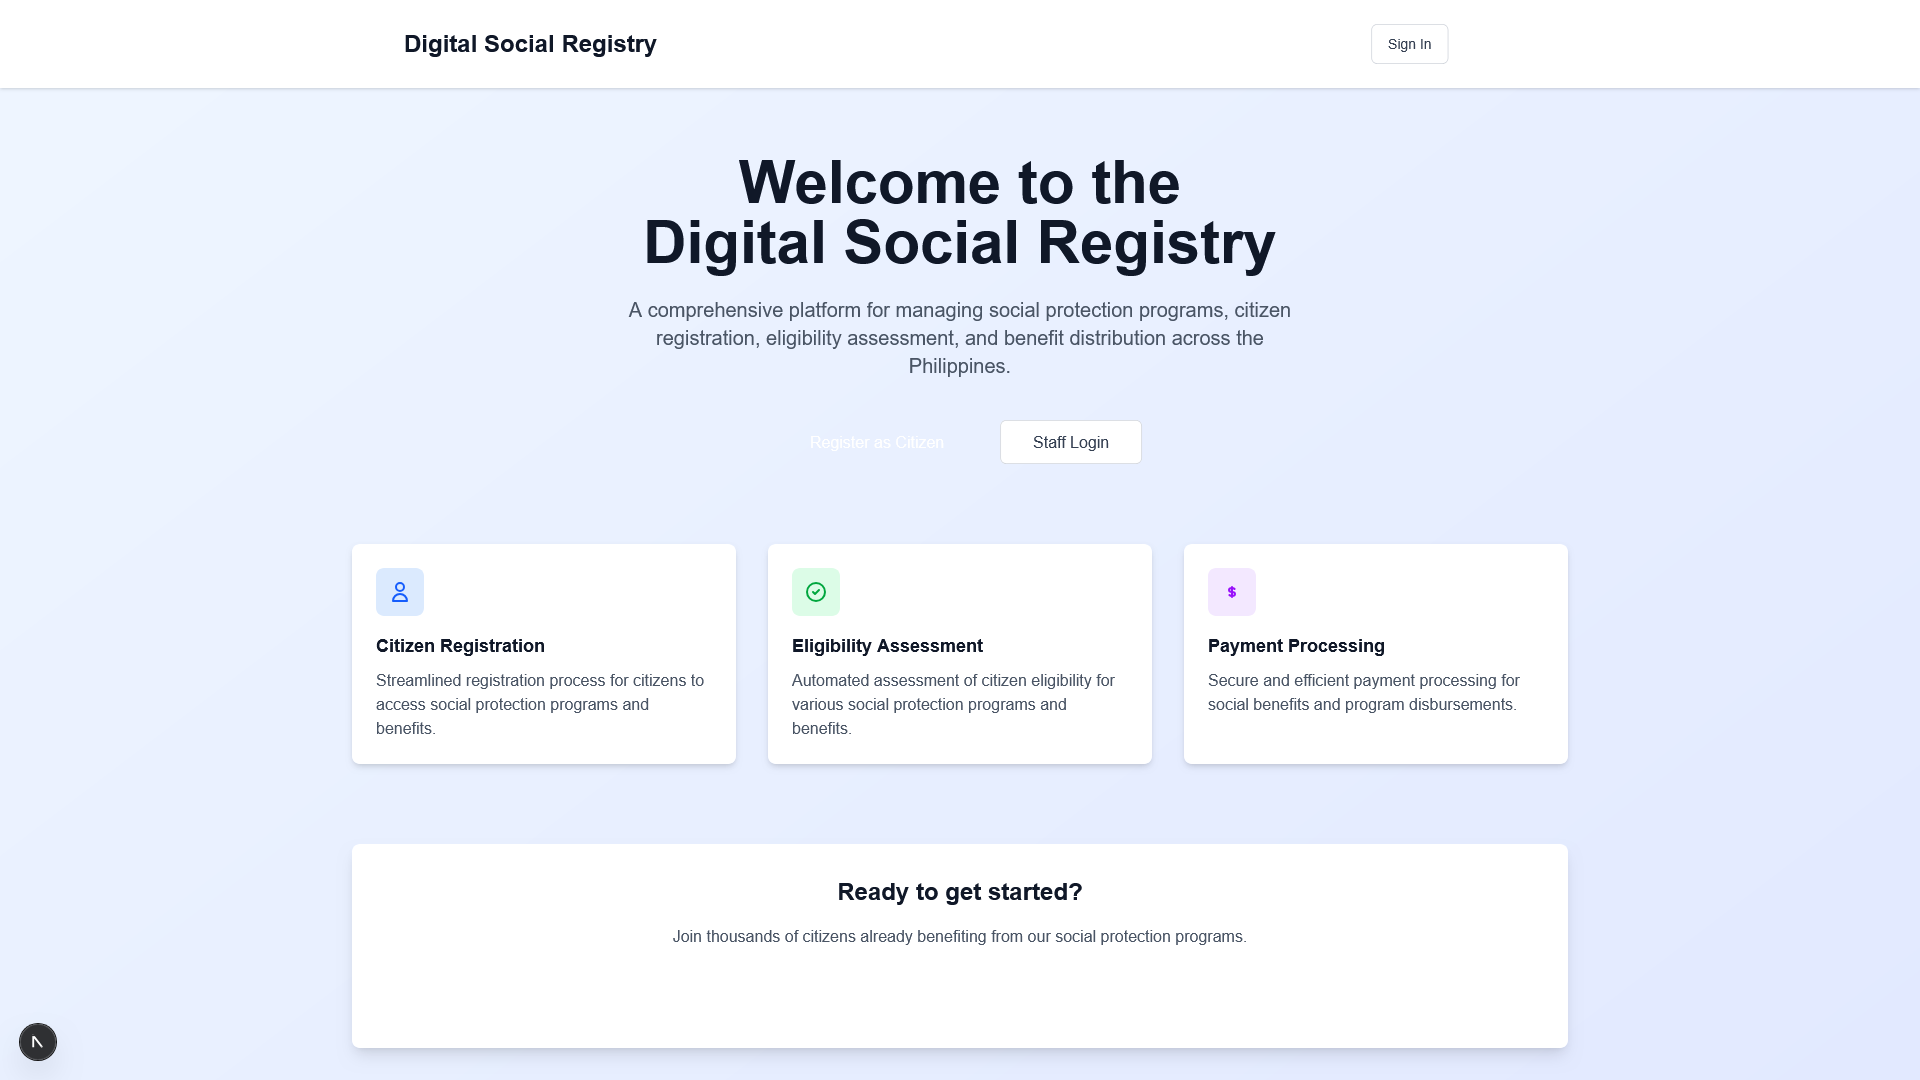 Digital Social Registry
Sign In
Welcome to the
Digital Social Registry
A comprehensive platform for managing social protection programs, citizen
registration, eligibility assessment, and benefit distribution across the
Philippines.
Register as Citizen
Staff Login
$
Citizen Registration
Streamlined registration process for citizens to
access social protection programs and
benefits.
Eligibility Assessment
Automated assessment of citizen eligibility for
various social protection programs and
benefits.
Payment Processing
Secure and efficient payment processing for
social benefits and program disbursements.
Ready to get started?
Join thousands of citizens already benefiting from our social protection programs.
N